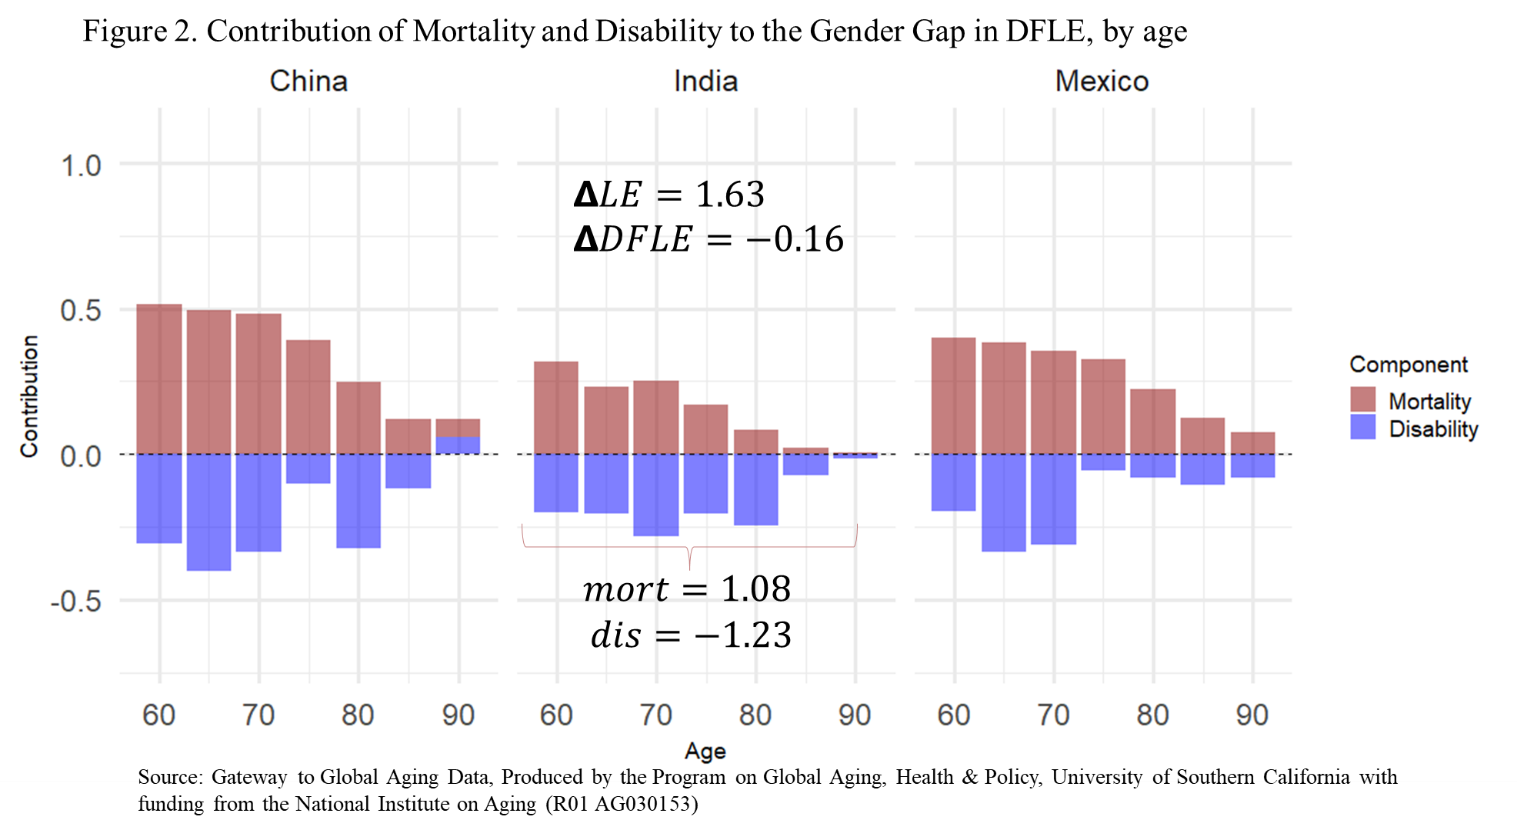 Figure 2. Contribution of Mortality and Disability to the Gender Gap in DFLE, by age
China
India
Mexico
1.0
0.5
0.0
-0.5
Contribution
ΔLE = 1.63
ΔDFLE = −0.16
mort = 1.08
dis = −1.23
Component
Mortality
Disability
60 70 80 90
60 70 80 90
60 70 80 90
Age
Source: Gateway to Global Aging Data, Produced by the Program on Global Aging, Health & Policy, University of Southern California with
funding from the National Institute on Aging (R01 AG030153)